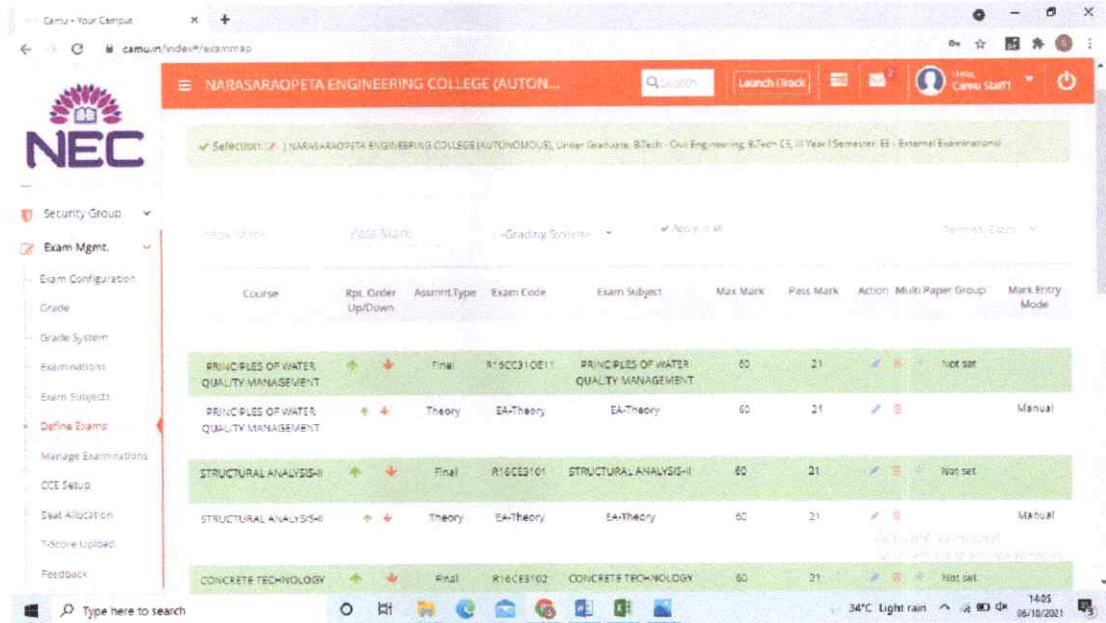 Camu - Your Campus
camu.in/index#/exammap
NEC
NARASARAOPETA ENGINEERING COLLEGE (AUTON...
Search
Launch iTrack
Hello,
Camu Staff1
Selection: NARASARAOPETA ENGINEERING COLLEGE (AUTONOMOUS), Under Graduate, B.Tech - Civil Engineering, B.Tech CE, III Year I Semester, EE - External Examinations
Security Group
Exam Mgmt.
Exam Configuration
Grade
Grade System
Examinations
Exam Subjects
Define Exams
Manage Examinations
CCE Setup
Seat Allocation
T-Score Upload
Feedback
Max Mark
Pass Mark
-Grading System-
Apply to all
Course Rpt. Order Up/Down Assmnt.Type Exam Code Exam Subject Max Mark Pass Mark Action Multi Paper Group Mark Entry Mode
PRINCIPLES OF WATER Final R16CC31OE11 PRINCIPLES OF WATER 60 21 Not set
QUALITY MANAGEMENT QUALITY MANAGEMENT
PRINCIPLES OF WATER Theory EA-Theory EA-Theory 60 21 Manual
QUALITY MANAGEMENT
STRUCTURAL ANALYSIS-II Final R16CE3101 STRUCTURAL ANALYSIS-II 60 21 Not set
STRUCTURAL ANALYSIS-II Theory EA-Theory EA-Theory 60 21 Manual
Activate Windows
CONCRETE TECHNOLOGY Final R16CE3102 CONCRETE TECHNOLOGY 60 21 Not set
Type here to search
34°C Light rain
14:05
06/10/2021